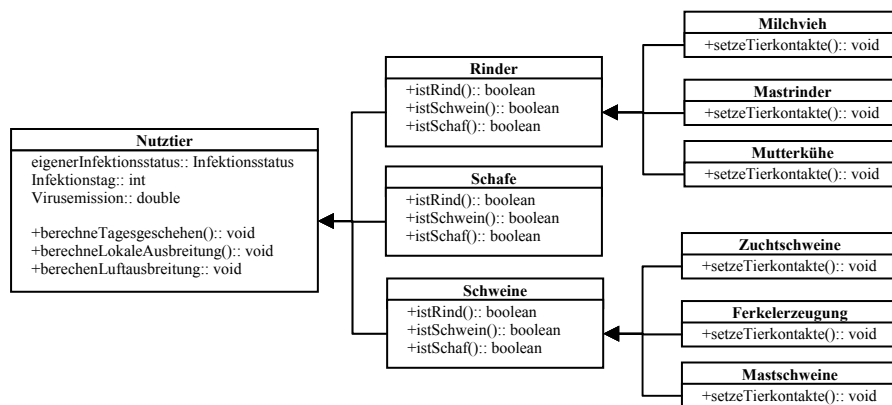 Nutztier
eigenerInfektionsstatus:: Infektionsstatus
Infektionstag:: int
Virusemission:: double
+berechneTagesgeschehen():: void
+berechneLokaleAusbreitung():: void
+berechenLuftausbreitung:: void
Rinder
+istRind():: boolean
+istSchwein():: boolean
+istSchaf():: boolean
Schafe
+istRind():: boolean
+istSchwein():: boolean
+istSchaf():: boolean
Schweine
+istRind():: boolean
+istSchwein():: boolean
+istSchaf():: boolean
Milchvieh
+setzeTierkontakte():: void
Mastrinder
+setzeTierkontakte():: void
Mutterkühe
+setzeTierkontakte():: void
Zuchtschweine
+setzeTierkontakte():: void
Ferkelerzeugung
+setzeTierkontakte():: void
Mastschweine
+setzeTierkontakte():: void